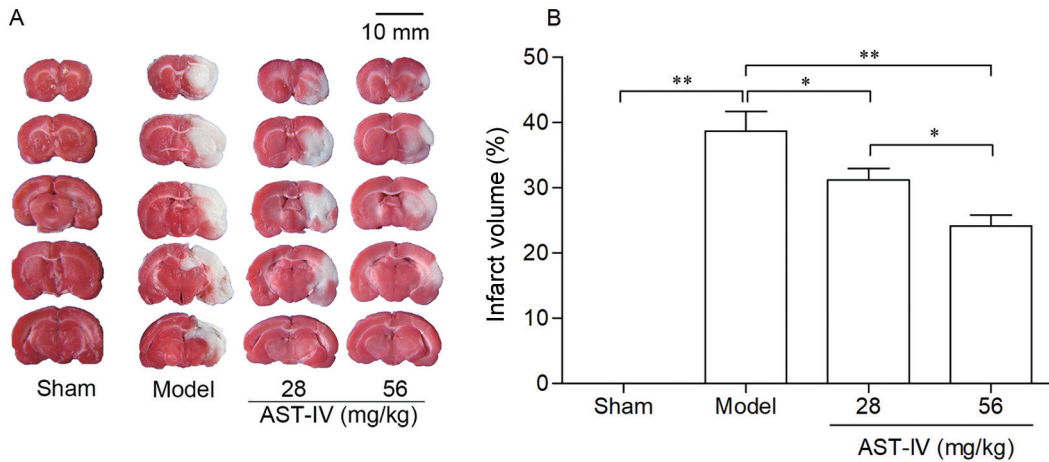 A
10 mm
Sham Model 28 56
AST-IV (mg/kg)
B
Infarct volume (%)
50
40
30
20
10
0
**
**
*
*
Sham Model 28 56
AST-IV (mg/kg)